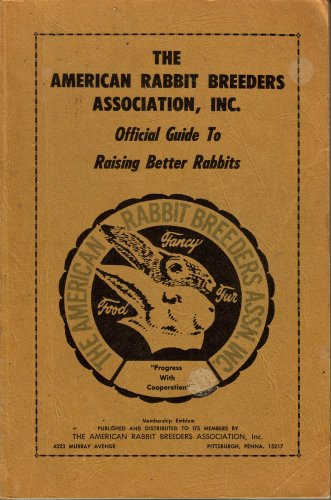 THE
AMERICAN RABBIT BREEDERS
ASSOCIATION, INC.
Official Guide To
Raising Better Rabbits
THE AMERICAN RABBIT BREEDERS ASSN. INC.
Fancy
Food
Fur
"Progress
With
Cooperation"
Membership Emblem
PUBLISHED AND DISTRIBUTED TO ITS MEMBERS BY
THE AMERICAN RABBIT BREEDERS ASSOCIATION, Inc.
4323 MURRAY AVENUE PITTSBURGH, PENNA. 15217